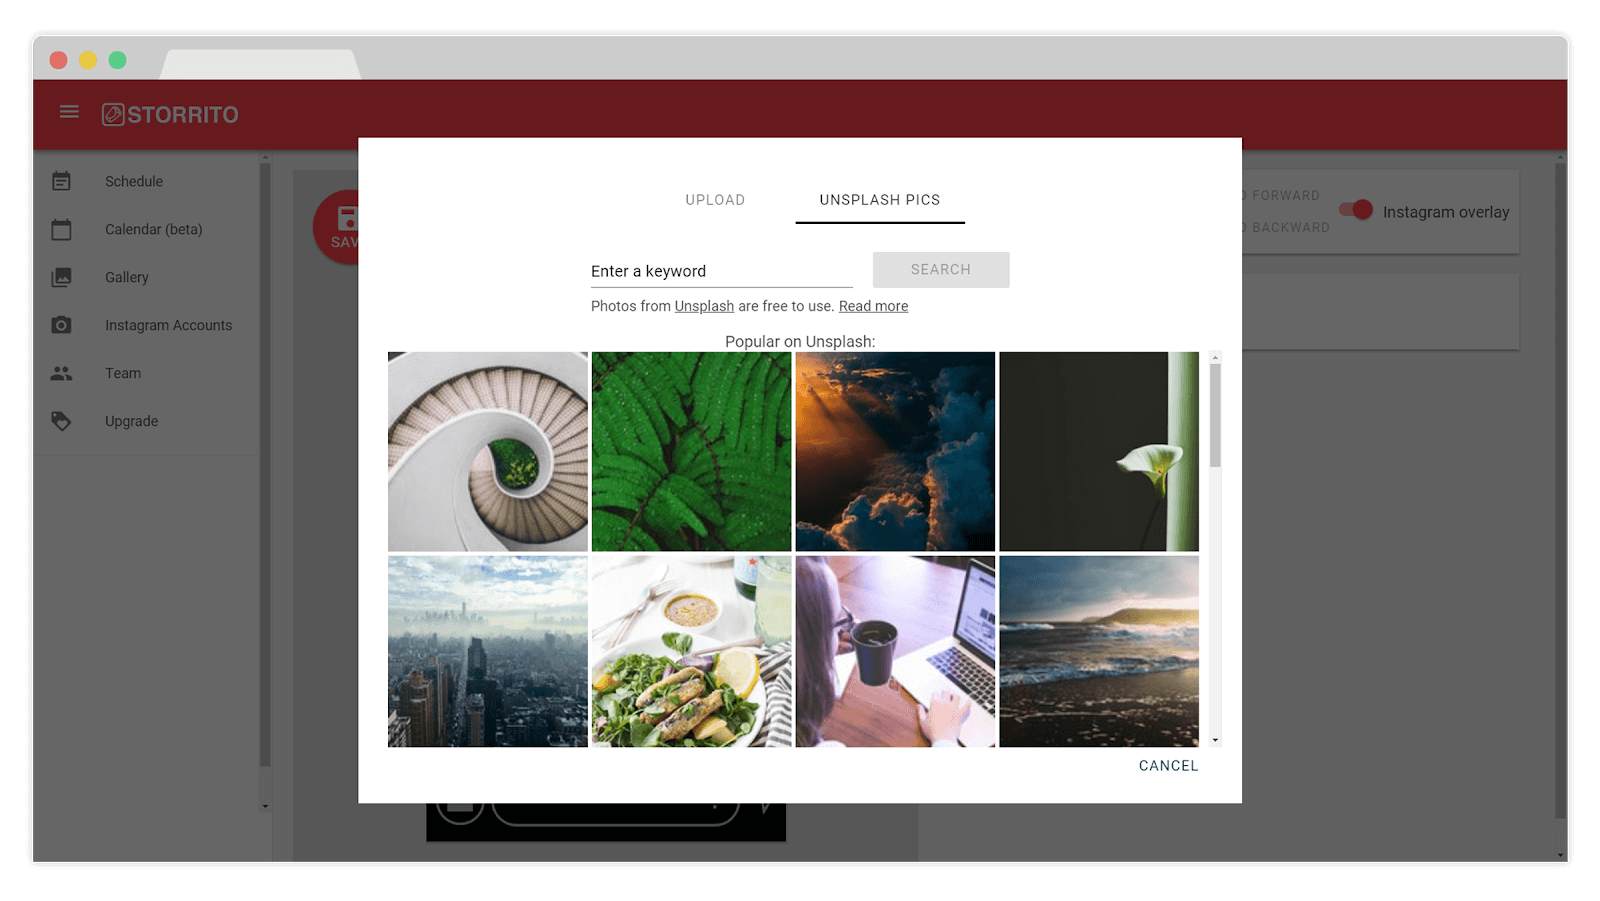 STORRITO
Schedule
Calendar (beta)
Gallery
Instagram Accounts
Team
Upgrade
UPLOAD
UNSPLASH PICS
Enter a keyword
SEARCH
Photos from Unsplash are free to use. Read more
Popular on Unsplash:
CANCEL
FORWARD
BACKWARD
Instagram overlay